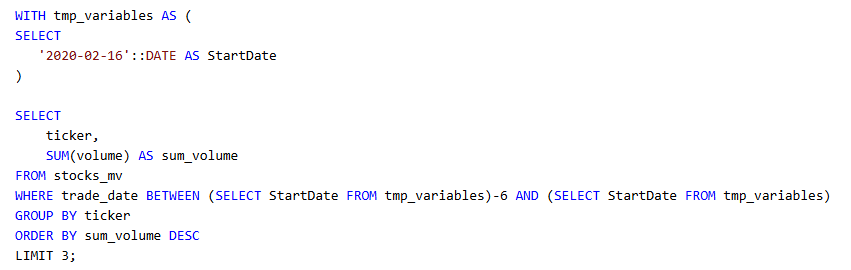 WITH tmp_variables AS (
SELECT
   '2020-02-16'::DATE AS StartDate
)

SELECT
    ticker,
    SUM(volume) AS sum_volume
FROM stocks_mv
WHERE trade_date BETWEEN (SELECT StartDate FROM tmp_variables)-6 AND (SELECT StartDate FROM tmp_variables)
GROUP BY ticker
ORDER BY sum_volume DESC
LIMIT 3;